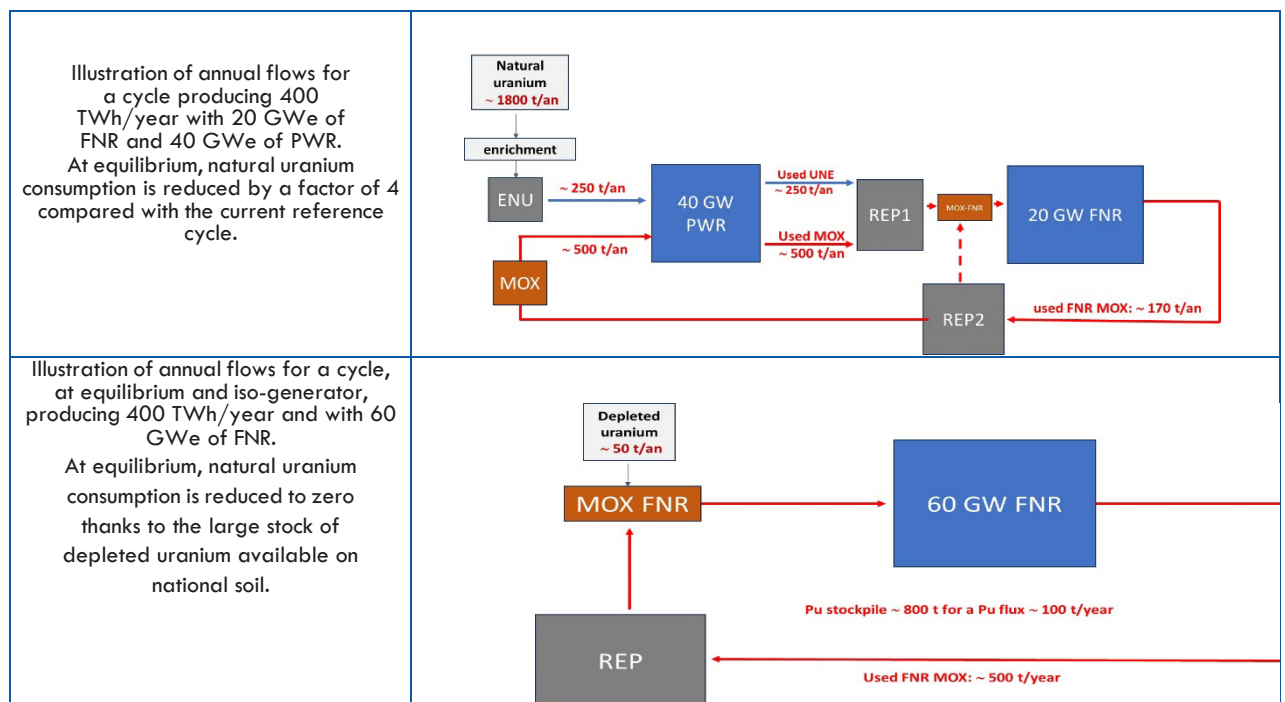 Illustration of annual flows for
a cycle producing 400
TWh/year with 20 GWe of
FNR and 40 GWe of PWR.
At equilibrium, natural uranium
consumption is reduced by a factor of 4
compared with the current reference
cycle.
Natural
uranium
~ 1800 t/an
enrichment
ENU
~ 250 t/an
~ 500 t/an
MOX
40 GW
PWR
Used UNE
~ 250 t/an
Used MOX
~ 500 t/an
REP1
MOX-FNR
20 GW FNR
REP2
used FNR MOX: ~ 170 t/an
Illustration of annual flows for a cycle,
at equilibrium and iso-generator,
producing 400 TWh/year and with 60
GWe of FNR.
At equilibrium, natural uranium
consumption is reduced to zero
thanks to the large stock of
depleted uranium available on
national soil.
Depleted
uranium
~ 50 t/an
MOX FNR
60 GW FNR
Pu stockpile ~ 800 t for a Pu flux ~ 100 t/year
REP
Used FNR MOX: ~ 500 t/year